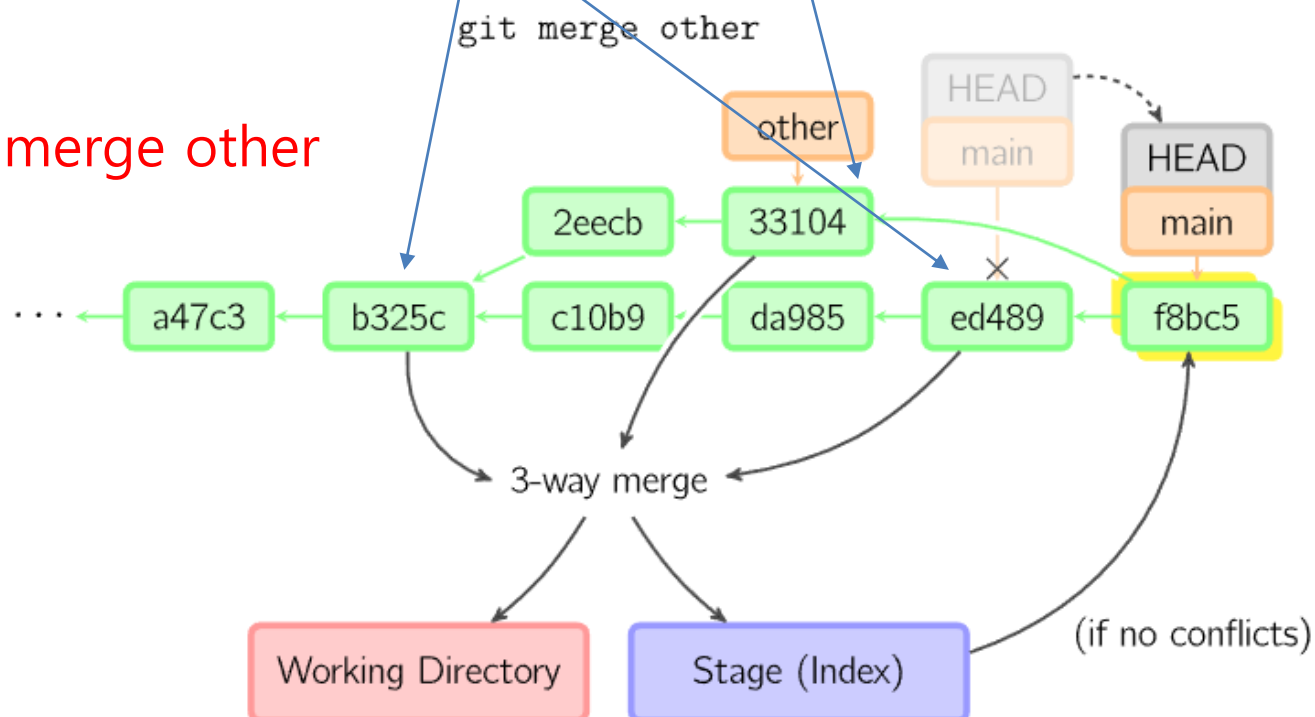 git merge other
HEAD
other
merge other
main
HEAD
2eecb
33104
main
...
a47c3
b325c
c10b9
da985
ed489
f8bc5
3-way merge
(if no conflicts)
Working Directory
Stage (Index)